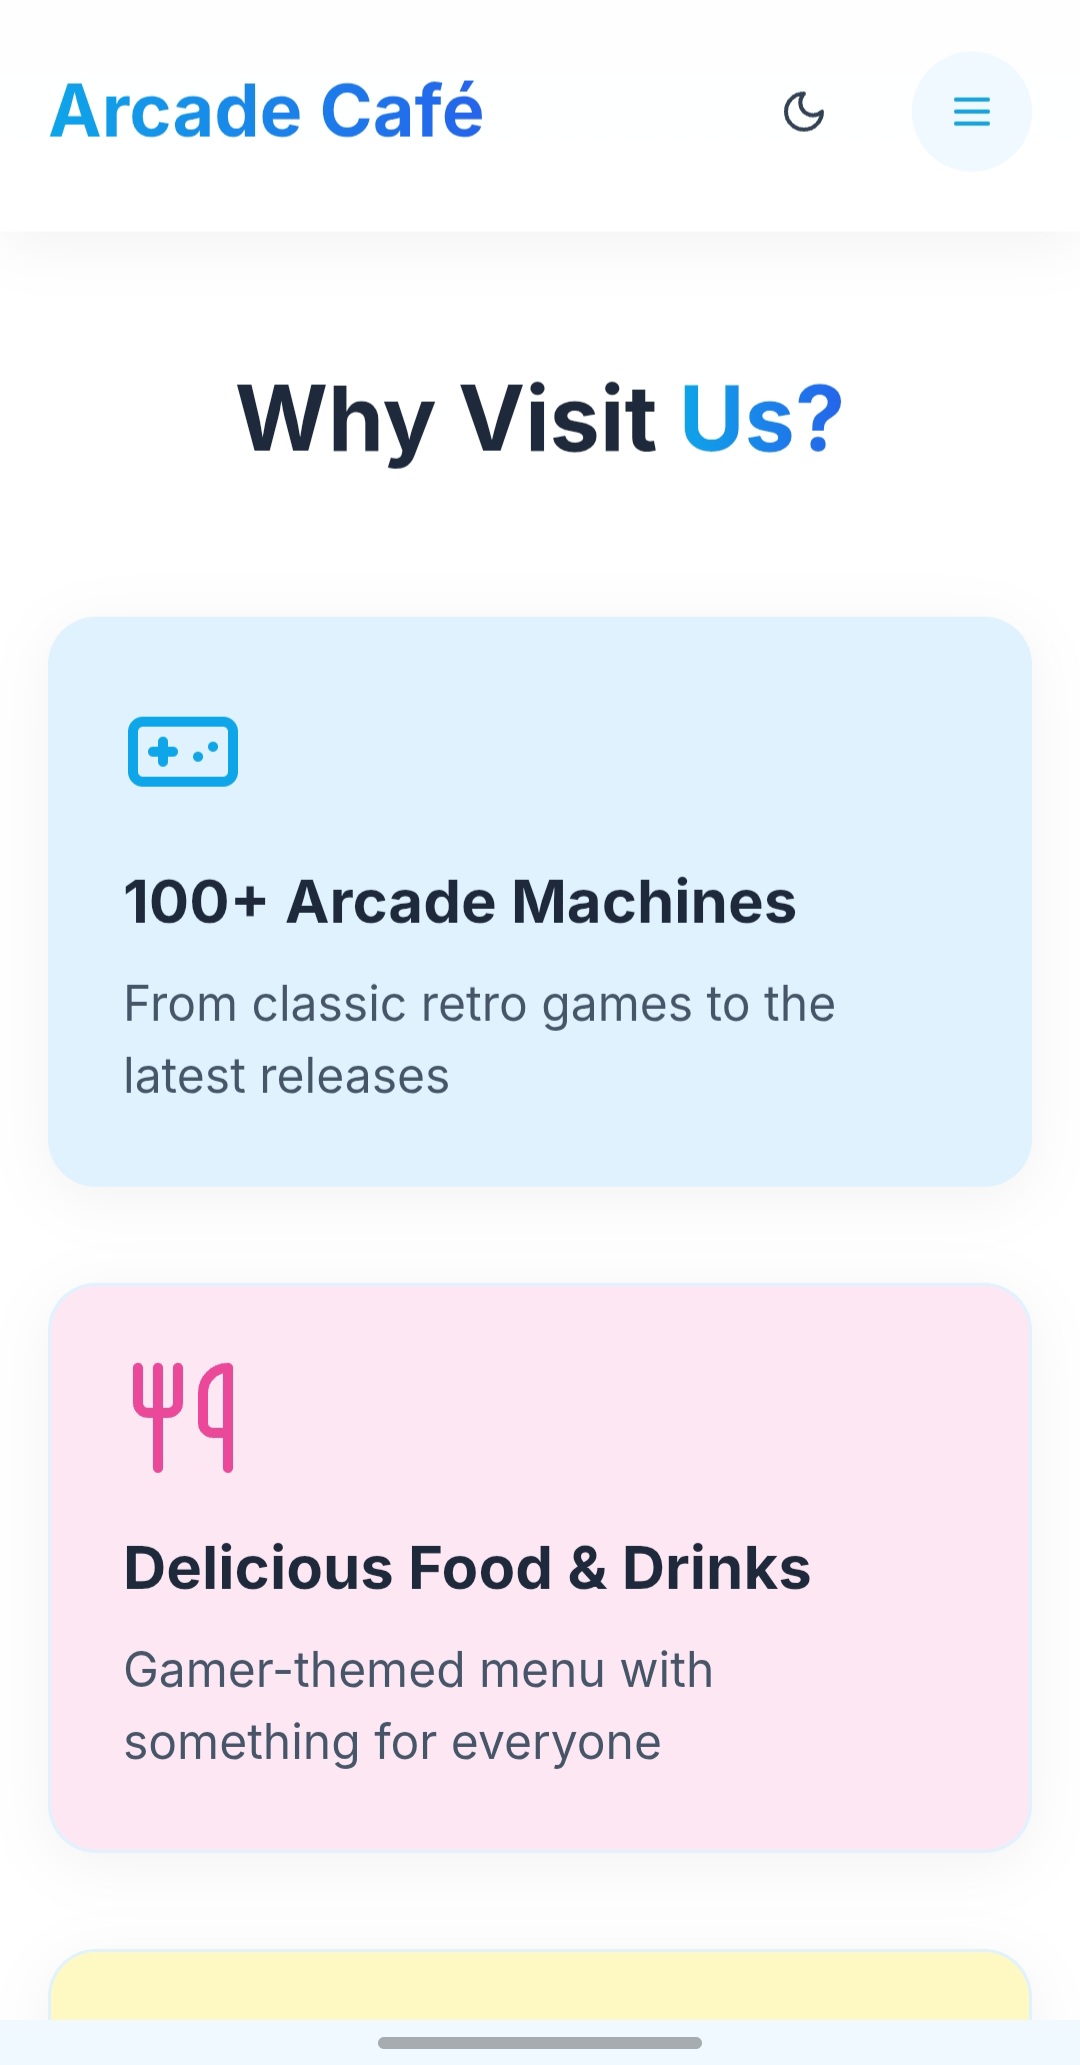 Arcade Café
Why Visit Us?
100+ Arcade Machines
From classic retro games to the
latest releases
Delicious Food & Drinks
Gamer-themed menu with
something for everyone